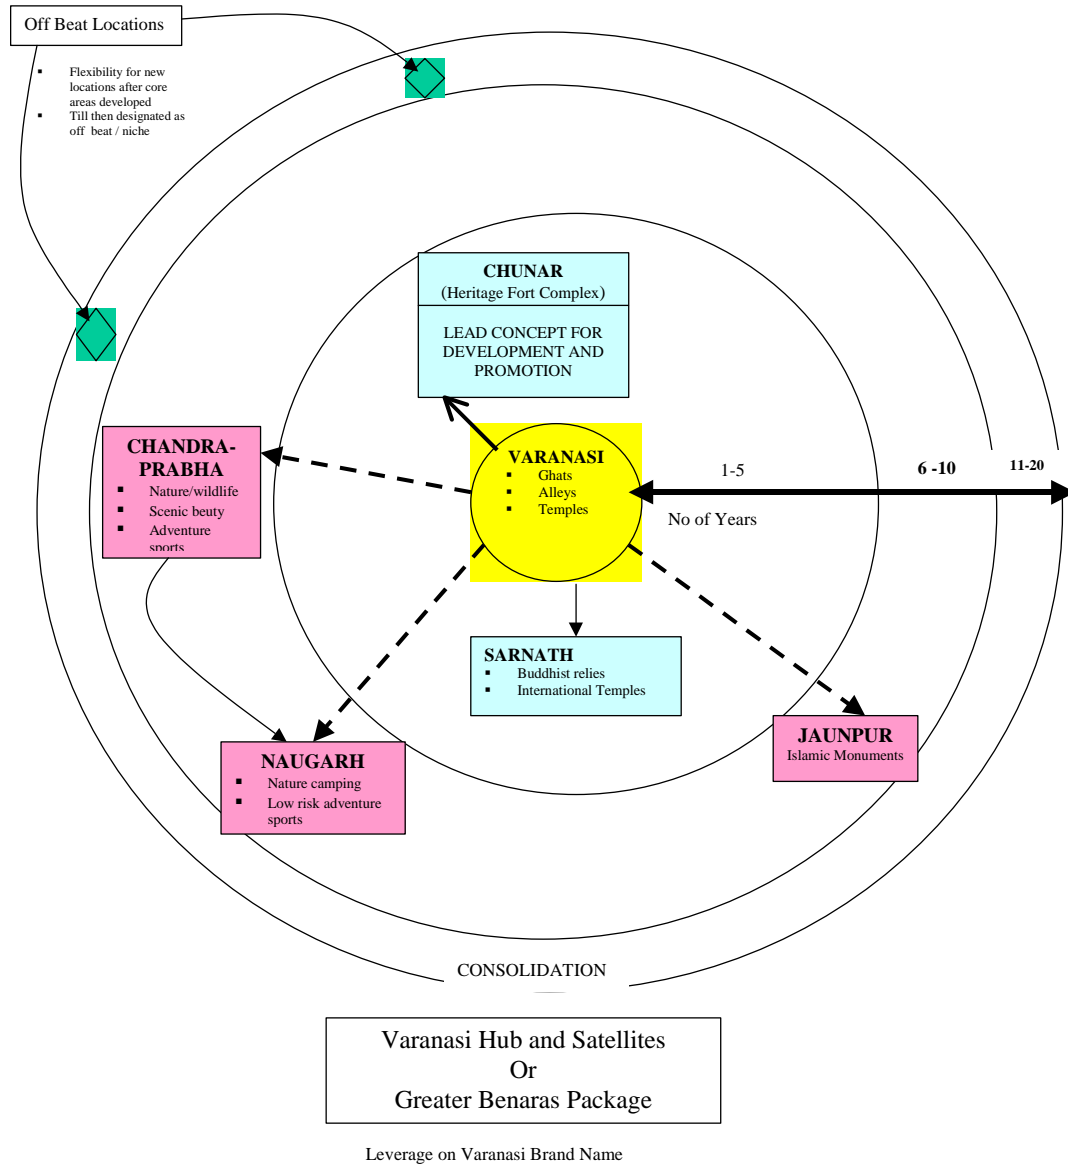 Off Beat Locations
▪ Flexibility for new
locations after core
areas developed
▪ Till then designated as
off beat / niche
CHUNAR
(Heritage Fort Complex)
LEAD CONCEPT FOR
DEVELOPMENT AND
PROMOTION
CHANDRA-
PRABHA
▪ Nature/wildlife
▪ Scenic beuty
▪ Adventure
sports
VARANASI
▪ Ghats
▪ Alleys
▪ Temples
1-5
6 -10
11-20
No of Years
SARNATH
▪ Buddhist relies
▪ International Temples
NAUGARH
▪ Nature camping
▪ Low risk adventure
sports
JAUNPUR
Islamic Monuments
CONSOLIDATION
Varanasi Hub and Satellites
Or
Greater Benaras Package
Leverage on Varanasi Brand Name